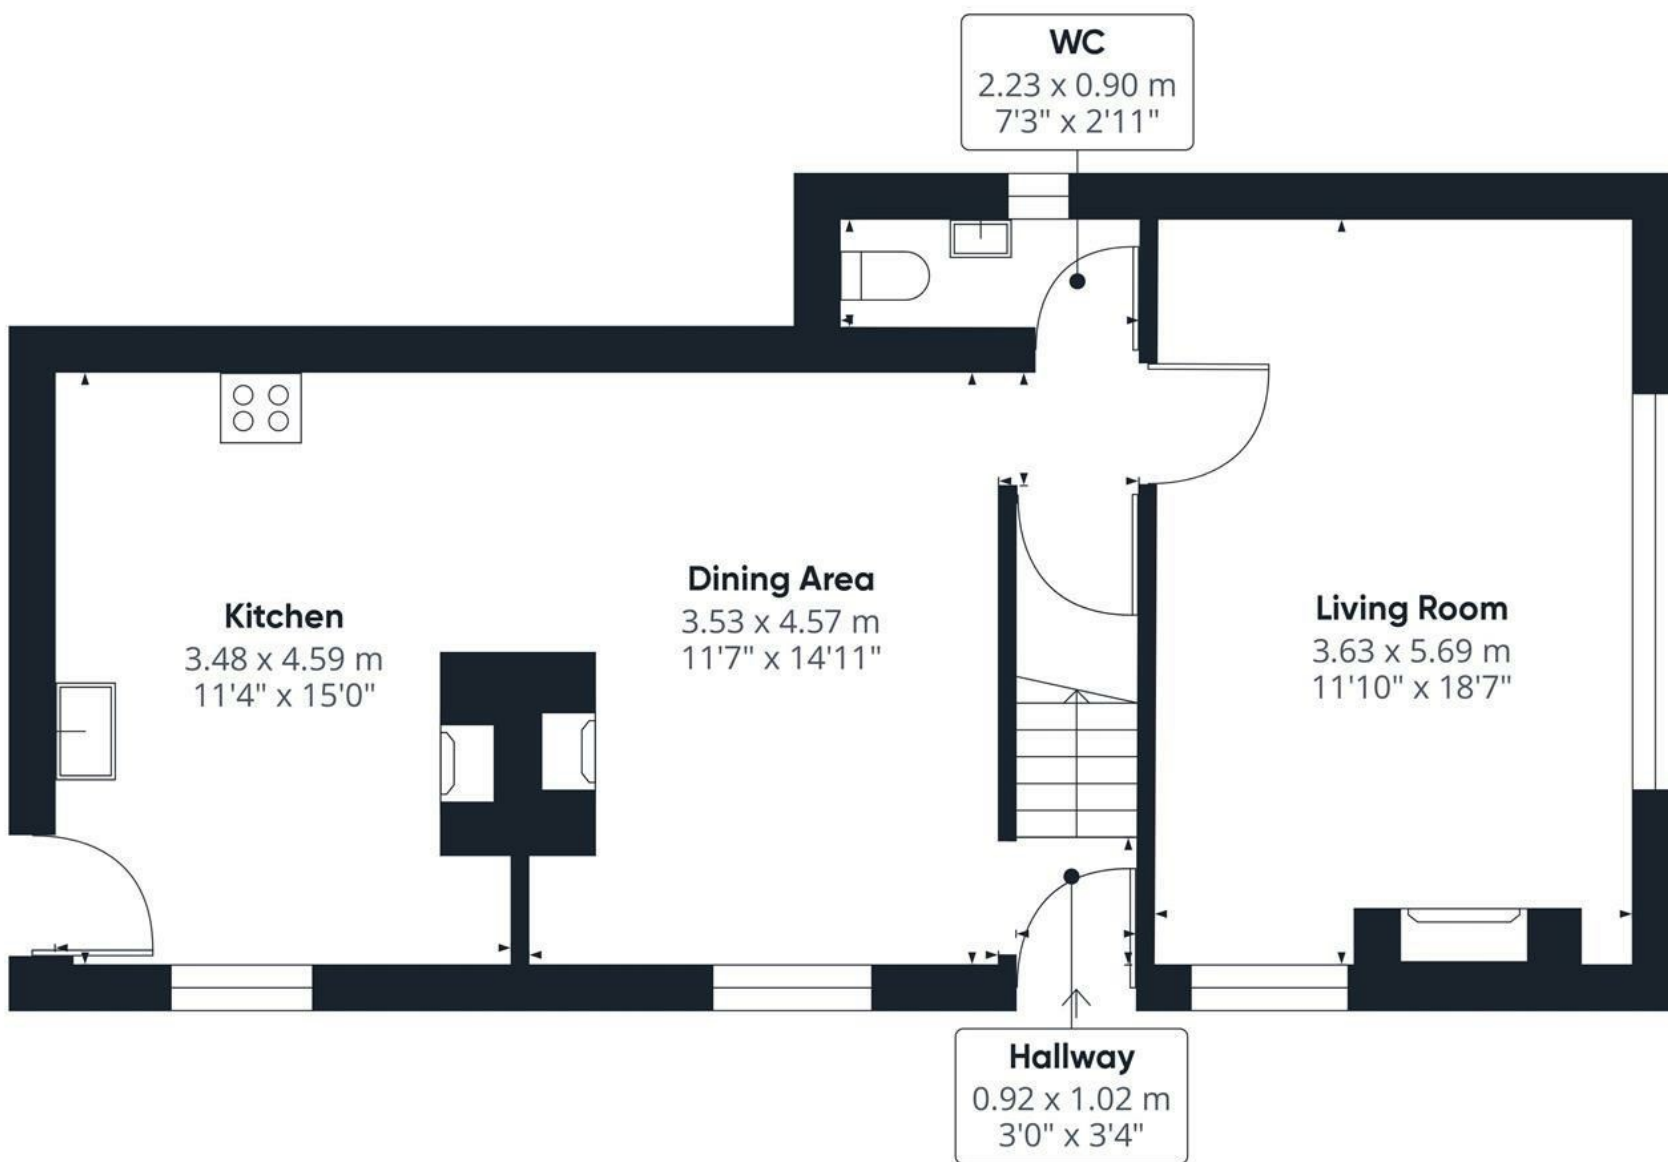 WC
2.23 x 0.90 m
7'3" x 2'11"
Kitchen
3.48 x 4.59 m
11'4" x 15'0"
Dining Area
3.53 x 4.57 m
11'7" x 14'11"
Living Room
3.63 x 5.69 m
11'10" x 18'7"
Hallway
0.92 x 1.02 m
3'0" x 3'4"